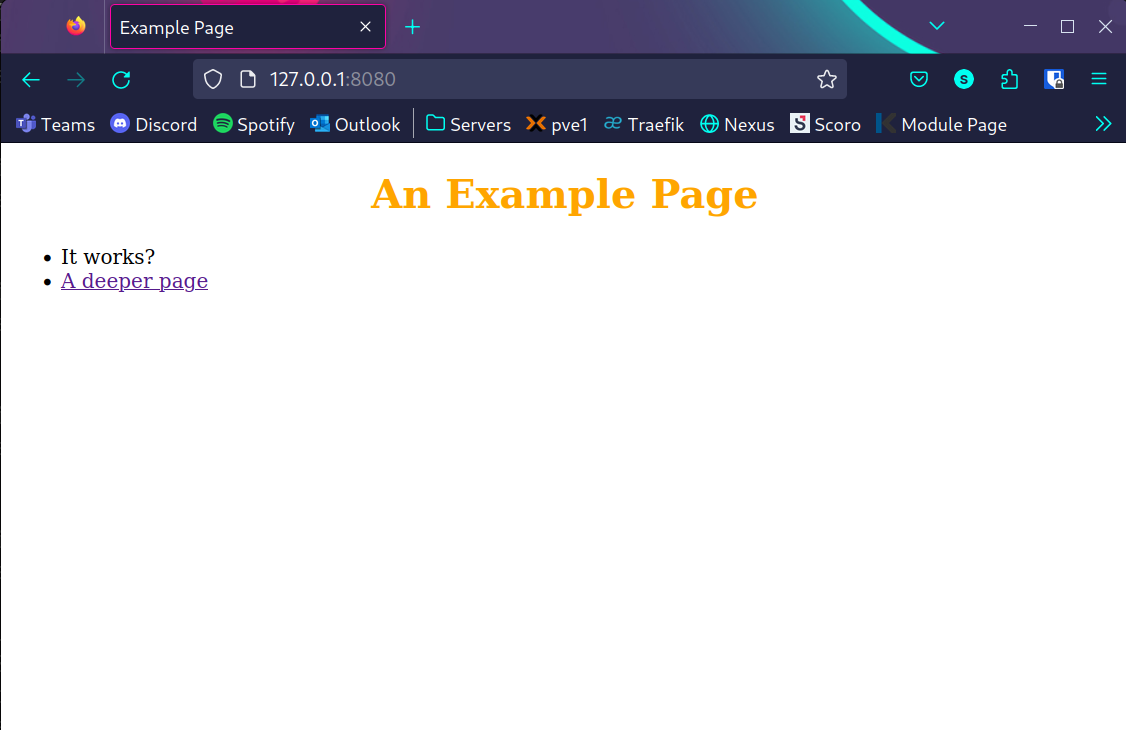 Example Page
127.0.0.1:8080
S
Teams Discord Spotify Outlook Servers pve1 Traefik Nexus Scoro Module Page
An Example Page
It works?
A deeper page